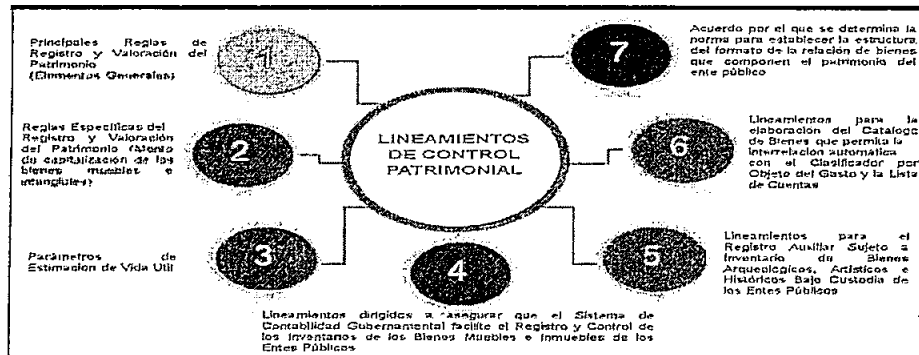 1
Principales Reglas de
Registro y Valoración del
Patrimonio
(Elementos Generales)
2
Reglas Específicas del
Registro y Valoración
del Patrimonio (Monto
de capitalización de los
bienes muebles e
intangibles)
3
Parámetros de
Estimación de Vida Util
LINEAMIENTOS
DE CONTROL
PATRIMONIAL
4
Lineamientos dirigidos a asegurar que el Sistema de
Contabilidad Gubernamental facilite el Registro y Control de
los Inventarios de los Bienes Muebles e Inmuebles de los
Entes Públicos
5
Lineamientos para el
Registro Auxiliar Sujeto a
Inventario de Bienes
Arqueológicos, Artísticos e
Históricos Bajo Custodia de
los Entes Públicos
6
Lineamientos para la
elaboración del Catálogo
de Bienes que permita la
interrelación automática
con el Clasificador por
Objeto del Gasto y la Lista
de Cuentas
7
Acuerdo por el que se determina la
norma para establecer la estructura
del formato de la relación de bienes
que componen el patrimonio del
ente público